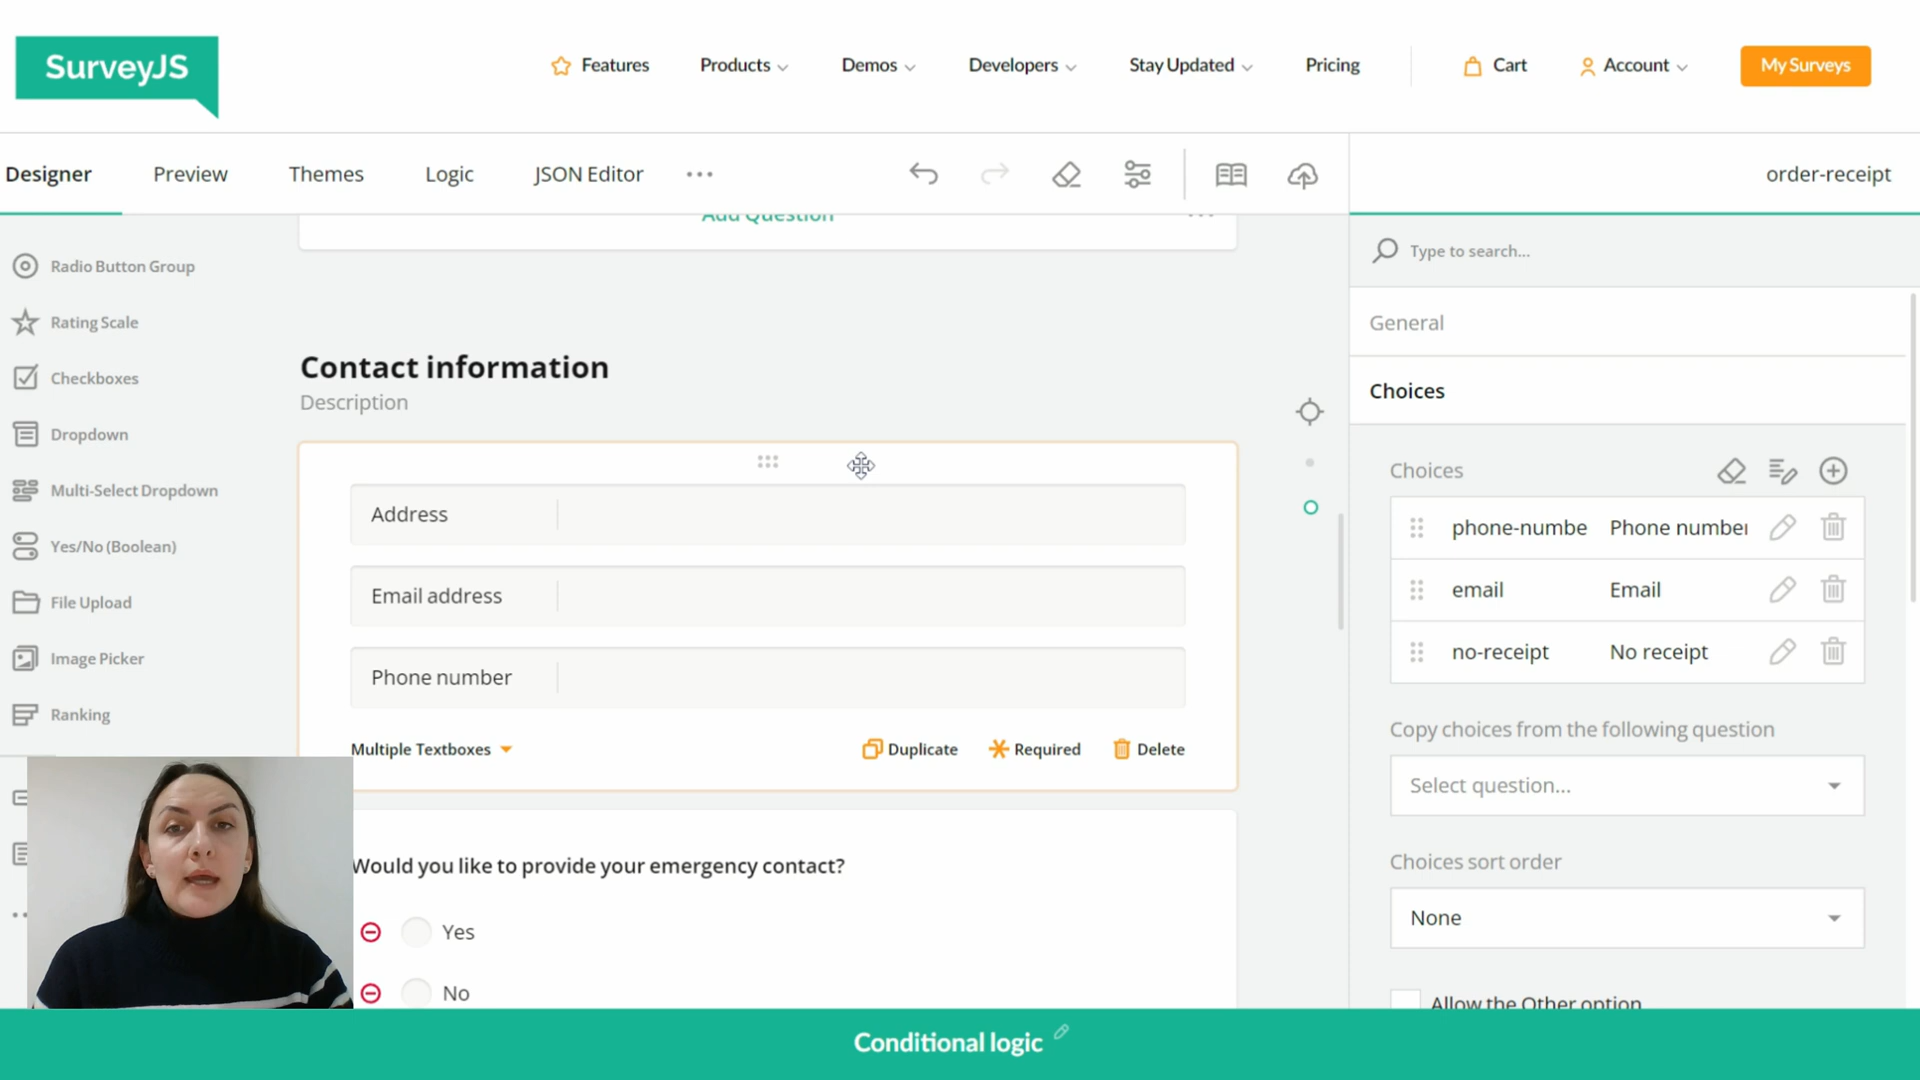 SurveyJS
Features
Products
Demos
Developers
Stay Updated
Pricing
Cart
Account
My Surveys
Designer
Preview
Themes
Logic
JSON Editor
order-receipt
Add Question
Type to search...
Radio Button Group
Rating Scale
Checkboxes
Dropdown
Multi-Select Dropdown
Yes/No (Boolean)
File Upload
Image Picker
Ranking
Contact information
Description
Address
Email address
Phone number
Multiple Textboxes
Duplicate
Required
Delete
Would you like to provide your emergency contact?
Yes
No
General
Choices
Choices
phone-numbe Phone number
email Email
no-receipt No receipt
Copy choices from the following question
Select question...
Choices sort order
None
Allow the Other option
Conditional logic